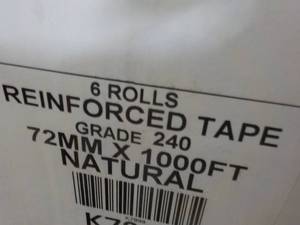 6 ROLLS
REINFORCED TAPE
GRADE 240
72MM X 1000FT
NATURAL